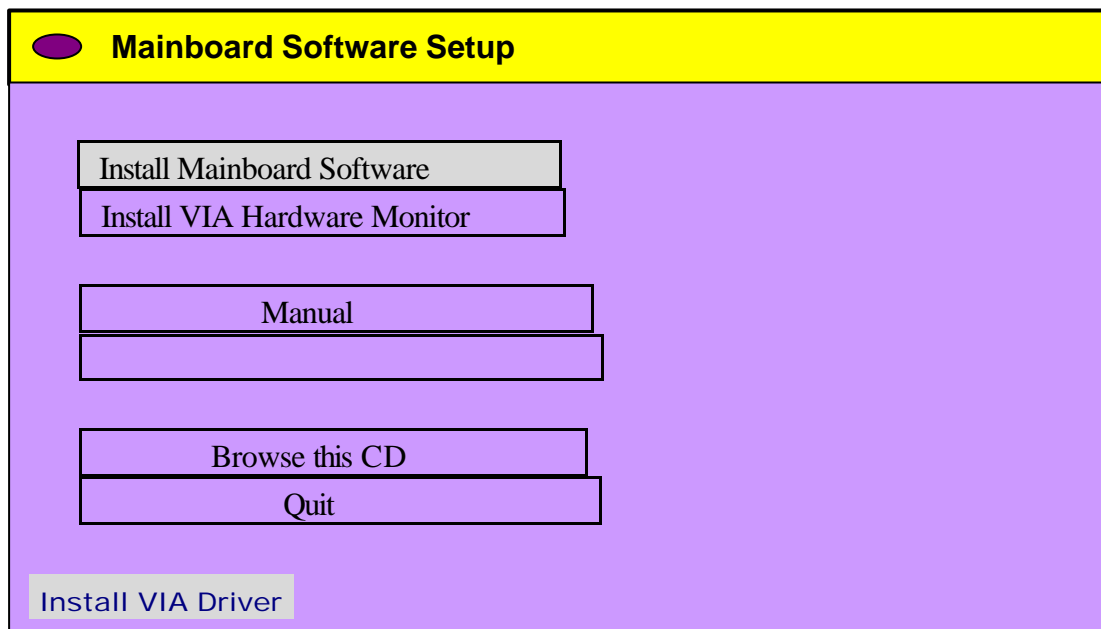 Mainboard Software Setup
Install Mainboard Software
Install VIA Hardware Monitor
Manual
Browse this CD
Quit
Install VIA Driver